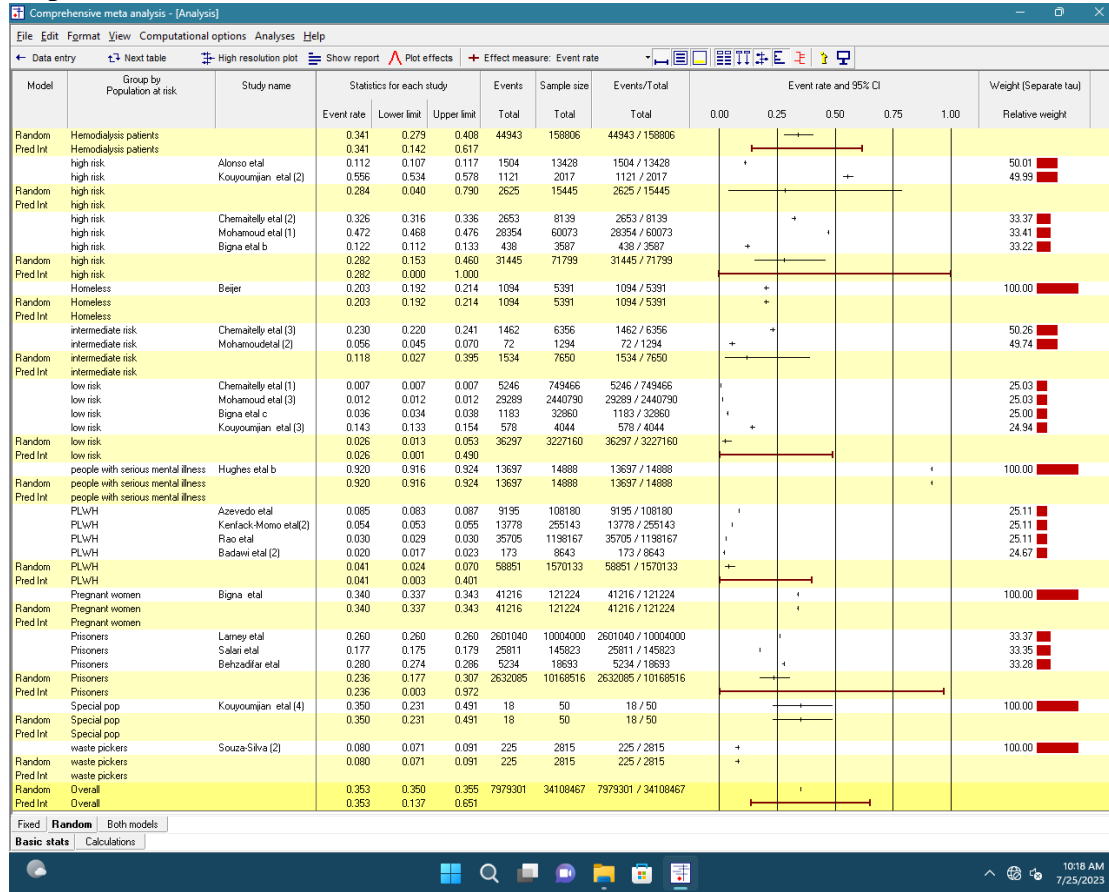 Comprehensive meta analysis - [Analysis]
File Edit Format View Computational options Analyses Help
← Data entry Next table High resolution plot Show report Plot effects + Effect measure: Event rate
Model Group by Population at risk Study name Statistics for each study Events Sample size Events/Total Event rate and 95% CI Weight (Separate tau)
Event rate Lower limit Upper limit Total Total Total 0.00 0.25 0.50 0.75 1.00 Relative weight
Random Hemodialysis patients 0.341 0.279 0.408 44943 158806 44943 / 158806
Pred Int Hemodialysis patients 0.341 0.142 0.617
high risk Alonso etal 0.112 0.107 0.117 1504 13428 1504 / 13428 50.01
high risk Kouyoumjian etal (2) 0.556 0.534 0.578 1121 2017 1121 / 2017 49.99
Random high risk 0.284 0.040 0.790 2625 15445 2625 / 15445
Pred Int high risk
high risk Chemaitelly etal (2) 0.326 0.316 0.336 2653 8139 2653 / 8139 33.37
high risk Mohamoud etal (1) 0.472 0.468 0.476 28354 60073 28354 / 60073 33.41
high risk Bigna etal b 0.122 0.112 0.133 438 3587 438 / 3587 33.22
Random high risk 0.282 0.153 0.460 31445 71799 31445 / 71799
Pred Int high risk 0.282 0.000 1.000
Homeless Beijer 0.203 0.192 0.214 1094 5391 1094 / 5391 100.00
Random Homeless 0.203 0.192 0.214 1094 5391 1094 / 5391
Pred Int Homeless
intermediate risk Chemaitelly etal (3) 0.230 0.220 0.241 1462 6356 1462 / 6356 50.26
intermediate risk Mohamoudetal (2) 0.056 0.045 0.070 72 1294 72 / 1294 49.74
Random intermediate risk 0.118 0.027 0.395 1534 7650 1534 / 7650
Pred Int intermediate risk
low risk Chemaitelly etal (1) 0.007 0.007 0.007 5246 749466 5246 / 749466 25.03
low risk Mohamoud etal (3) 0.012 0.012 0.012 29289 2440790 29289 / 2440790 25.03
low risk Bigna etal c 0.036 0.034 0.038 1183 32860 1183 / 32860 25.00
low risk Kouyoumjian etal (3) 0.143 0.133 0.154 578 4044 578 / 4044 24.94
Random low risk 0.026 0.013 0.053 36297 3227160 36297 / 3227160
Pred Int low risk 0.026 0.001 0.490
people with serious mental illness Hughes etal b 0.920 0.916 0.924 13697 14888 13697 / 14888 100.00
Random people with serious mental illness 0.920 0.916 0.924 13697 14888 13697 / 14888
Pred Int people with serious mental illness
PLWH Azevedo etal 0.085 0.083 0.087 9195 108180 9195 / 108180 25.11
PLWH Kenfack-Momo etal(2) 0.054 0.053 0.055 13778 255143 13778 / 255143 25.11
PLWH Rao etal 0.030 0.029 0.030 35705 1198167 35705 / 1198167 25.11
PLWH Badawi etal (2) 0.020 0.017 0.023 173 8643 173 / 8643 24.67
Random PLWH 0.041 0.024 0.070 58851 1570133 58851 / 1570133
Pred Int PLWH 0.041 0.003 0.401
Pregnant women Bigna etal 0.340 0.337 0.343 41216 121224 41216 / 121224 100.00
Random Pregnant women 0.340 0.337 0.343 41216 121224 41216 / 121224
Pred Int Pregnant women
Prisoners Larney etal 0.260 0.260 0.260 2601040 10004000 2601040 / 10004000 33.37
Prisoners Salari etal 0.177 0.175 0.179 25811 145823 25811 / 145823 33.35
Prisoners Behzadifar etal 0.280 0.274 0.286 5234 18693 5234 / 18693 33.28
Random Prisoners 0.236 0.177 0.307 2632085 10168516 2632085 / 10168516
Pred Int Prisoners 0.236 0.003 0.972
Special pop Kouyoumjian etal (4) 0.350 0.231 0.491 18 50 18 / 50 100.00
Random Special pop 0.350 0.231 0.491 18 50 18 / 50
Pred Int Special pop
waste pickers Souza-Silva (2) 0.080 0.071 0.091 225 2815 225 / 2815 100.00
Random waste pickers 0.080 0.071 0.091 225 2815 225 / 2815
Pred Int waste pickers
Random Overall 0.353 0.350 0.355 7979301 34108467 7979301 / 34108467
Pred Int Overall 0.353 0.137 0.651
Fixed Random Both models
Basic stats Calculations
10:18 AM
7/25/2023